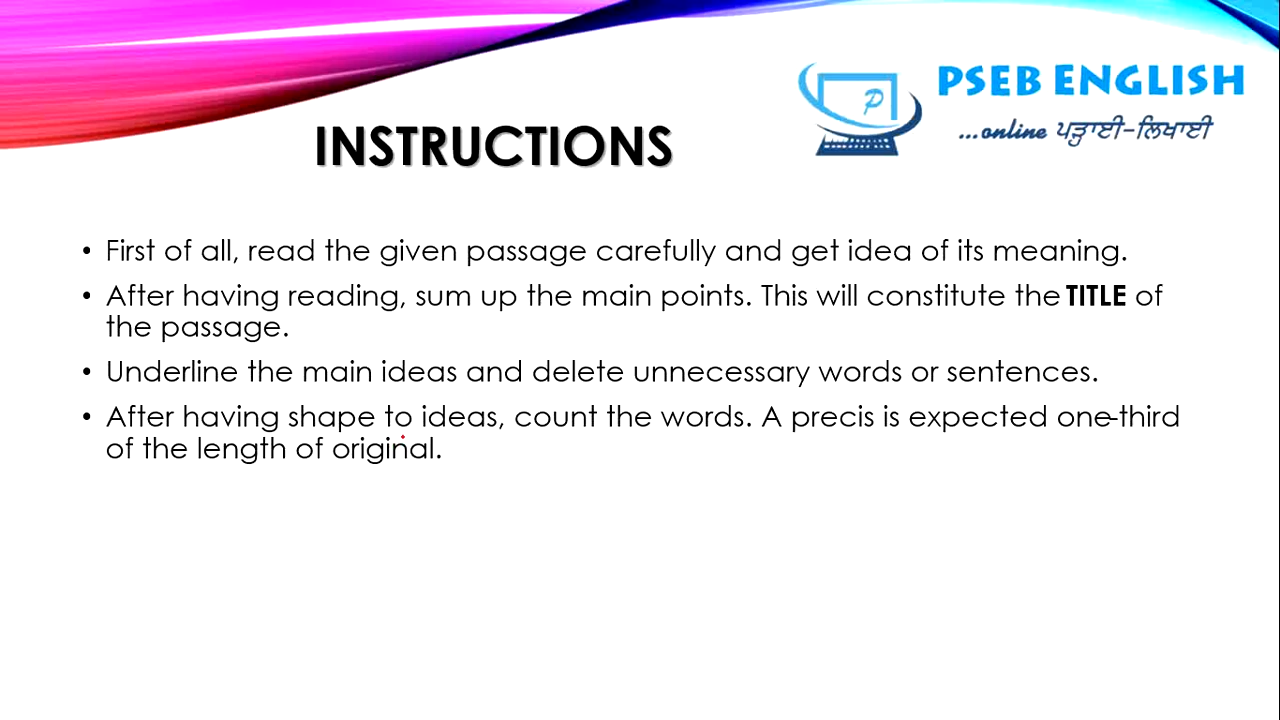 PSEB ENGLISH
...online ਪੜ੍ਹਾਈ-ਲਿਖਾਈ
P
INSTRUCTIONS
• First of all, read the given passage carefully and get idea of its meaning.
• After having reading, sum up the main points. This will constitute the TITLE of
the passage.
• Underline the main ideas and delete unnecessary words or sentences.
• After having shape to ideas, count the words. A precis is expected one-third
of the length of original.